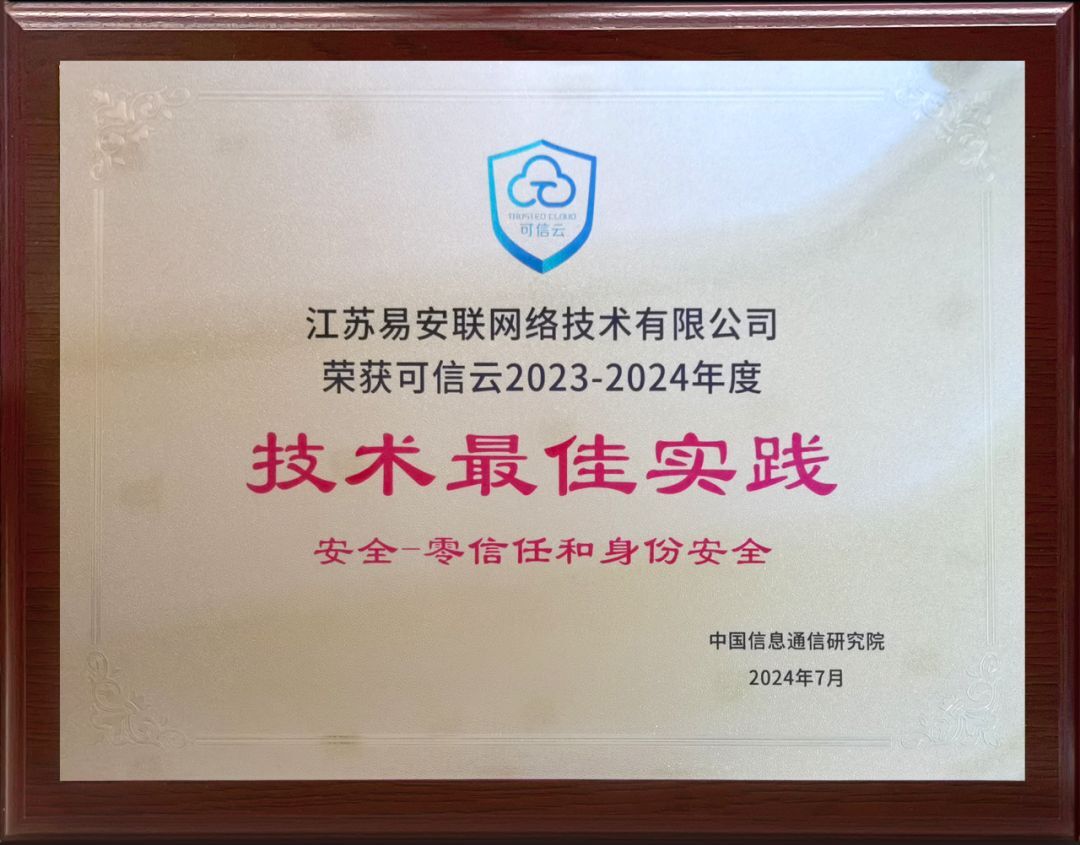 TRUSTED CLOUD
可信云
江苏易安联网络技术有限公司
荣获可信云2023-2024年度
技术最佳实践
安全-零信任和身份安全
中国信息通信研究院
2024年7月